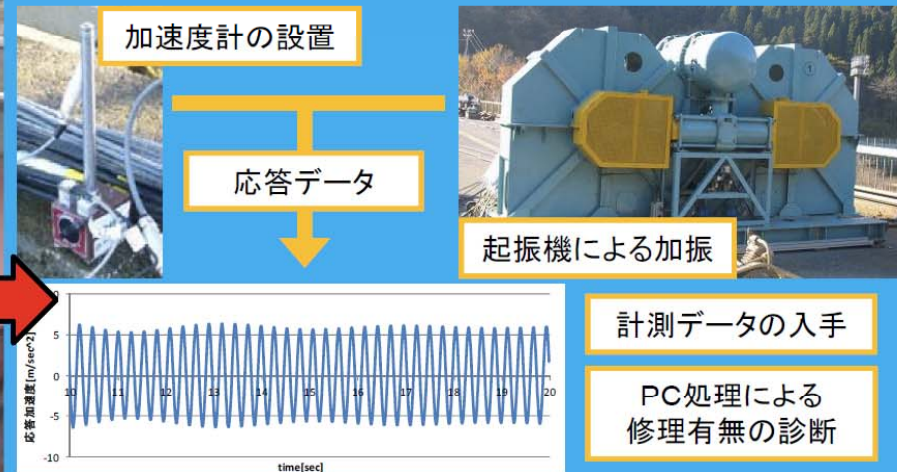 加速度計の設置
応答データ
起振機による加振
①
計測データの入手
PC処理による
修理有無の診断
応答加速度[m/sec^2]
5
0
-5
-10
10
11
12
13
14
15
16
17
18
19
20
time[sec]